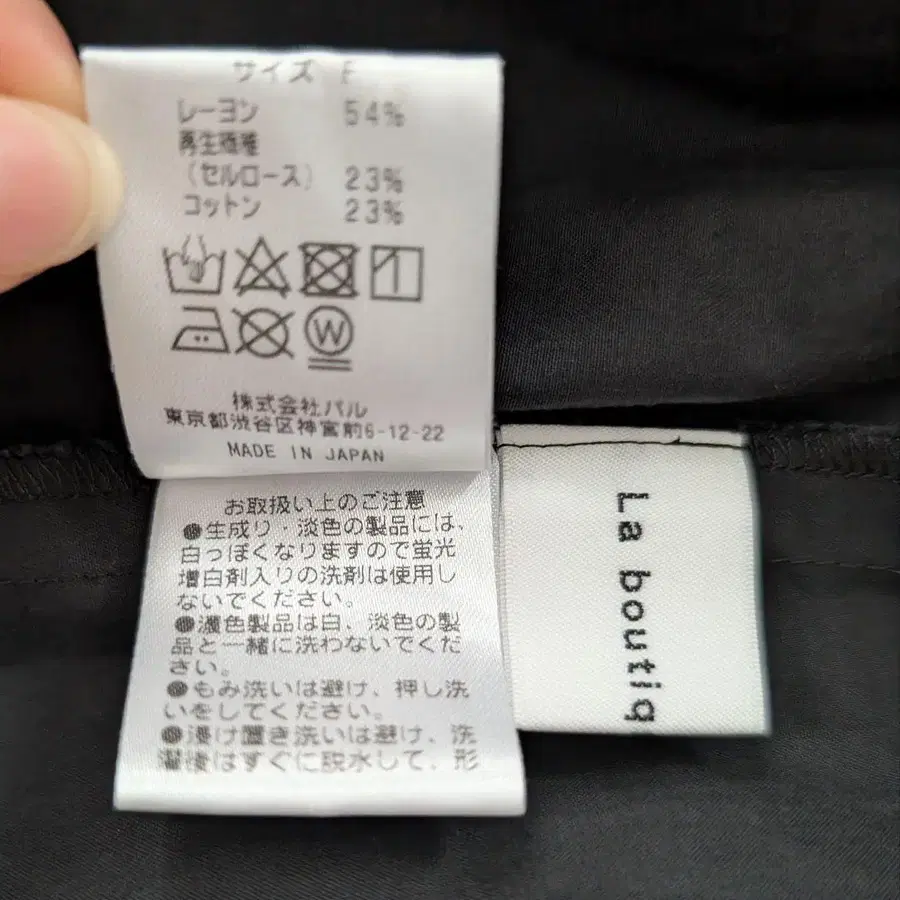 サイズ F
レーヨン 54%
再生繊維
(セルロース) 23%
コットン 23%
W
株式会社パル
東京都渋谷区神宮前6-12-22
MADE IN JAPAN
お取扱い上のご注意
●生成り・淡色の製品には、
白っぽくなりますので蛍光
増白剤入りの洗剤は使用し
ないでください。
●濃色製品は白、淡色の製
品と一緒に洗わないでくだ
さい。
●もみ洗いは避け、押し洗
いをしてください。
●浸け置き洗いは避け、洗
濯後はすぐに脱水して、形
La boutiq